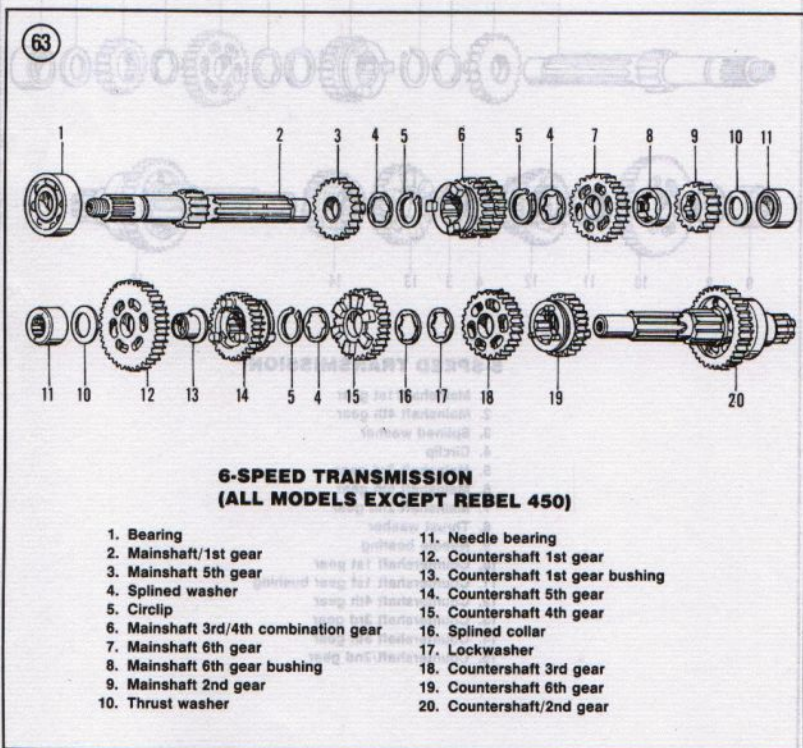 63
1 2 3 4 5 6 5 4 7 8 9 10 11
11 10 12 13 14 5 4 15 16 17 18 19 20
6-SPEED TRANSMISSION
(ALL MODELS EXCEPT REBEL 450)
1. Bearing
2. Mainshaft/1st gear
3. Mainshaft 5th gear
4. Splined washer
5. Circlip
6. Mainshaft 3rd/4th combination gear
7. Mainshaft 6th gear
8. Mainshaft 6th gear bushing
9. Mainshaft 2nd gear
10. Thrust washer
11. Needle bearing
12. Countershaft 1st gear
13. Countershaft 1st gear bushing
14. Countershaft 5th gear
15. Countershaft 4th gear
16. Splined collar
17. Lockwasher
18. Countershaft 3rd gear
19. Countershaft 6th gear
20. Countershaft/2nd gear